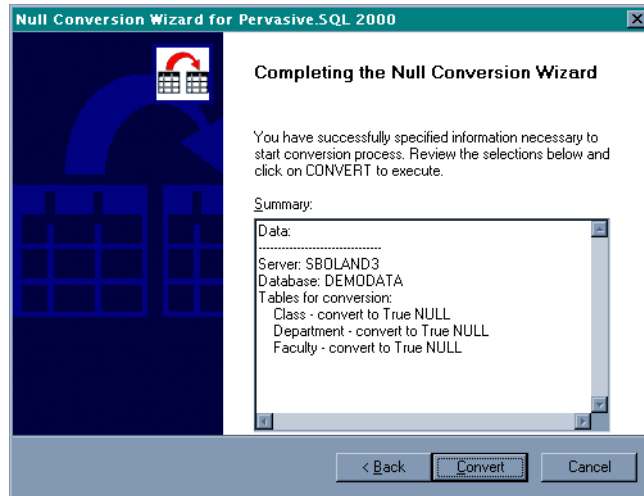 Null Conversion Wizard for Pervasive.SQL 2000
Completing the Null Conversion Wizard
You have successfully specified information necessary to
start conversion process. Review the selections below and
click on CONVERT to execute.
Summary:
Data:
--------------------------------
Server: SBOLAND3
Database: DEMODATA
Tables for conversion:
Class - convert to True NULL
Department - convert to True NULL
Faculty - convert to True NULL
< Back
Convert
Cancel